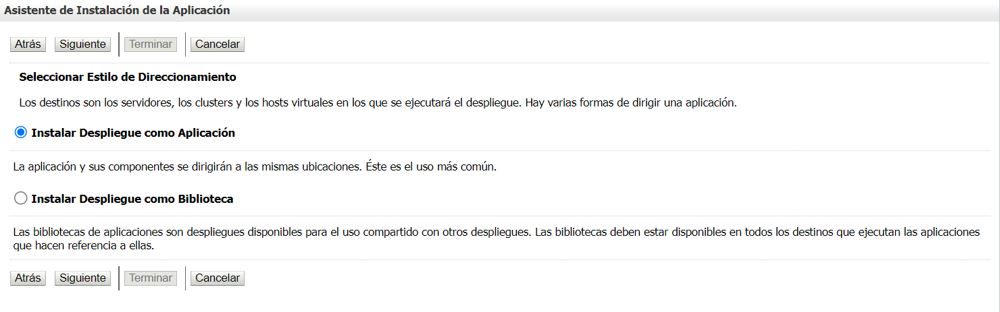 Asistente de Instalación de la Aplicación
Atrás Siguiente Terminar Cancelar
Seleccionar Estilo de Direccionamiento
Los destinos son los servidores, los clusters y los hosts virtuales en los que se ejecutará el despliegue. Hay varias formas de dirigir una aplicación.
Instalar Despliegue como Aplicación
La aplicación y sus componentes se dirigirán a las mismas ubicaciones. Éste es el uso más común.
Instalar Despliegue como Biblioteca
Las bibliotecas de aplicaciones son despliegues disponibles para el uso compartido con otros despliegues. Las bibliotecas deben estar disponibles en todos los destinos que ejecutan las aplicaciones
que hacen referencia a ellas.
Atrás Siguiente Terminar Cancelar